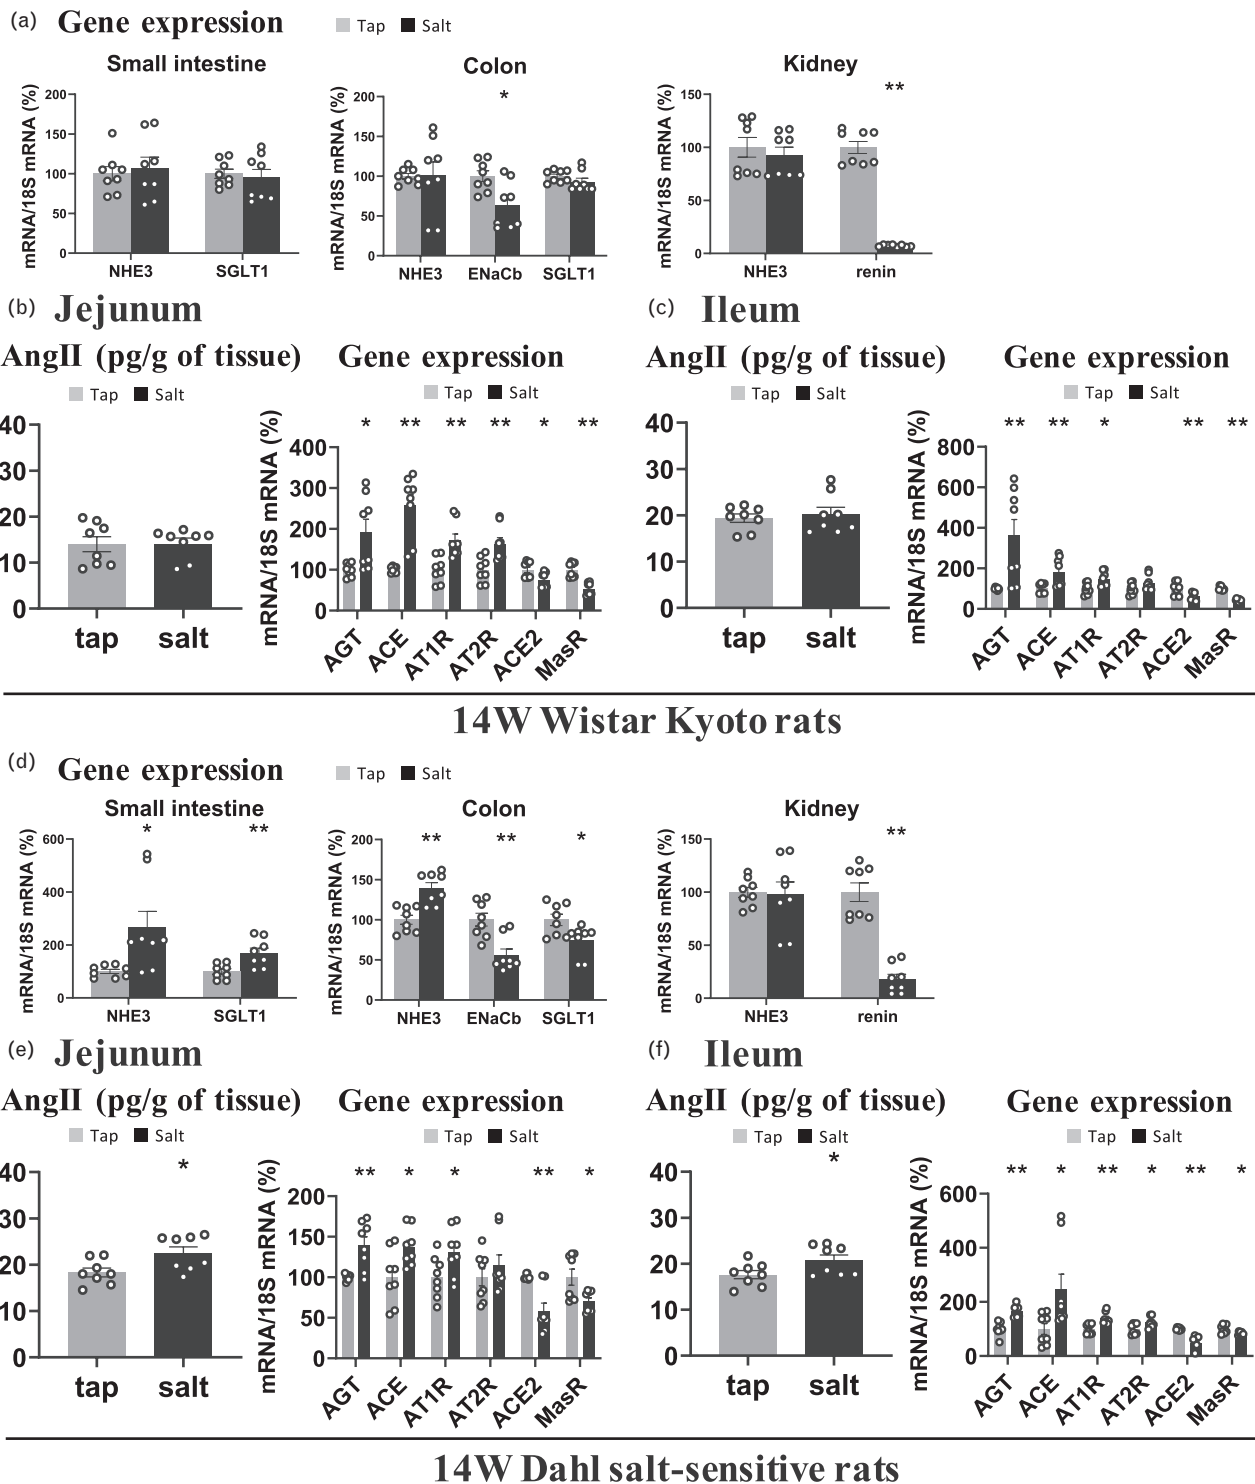 (a) Gene expression Tap Salt
Small intestine
mRNA/18S mRNA (%)
200
150
100
50
0
NHE3 SGLT1
Colon
mRNA/18S mRNA (%)
200
150
100
50
0
*
NHE3 ENaCb SGLT1
Kidney
mRNA/18S mRNA (%)
150
100
50
0
**
NHE3 renin
(b) Jejunum
AngII (pg/g of tissue)
Tap Salt
40
30
20
10
0
tap salt
Gene expression
Tap Salt
mRNA/18S mRNA (%)
* ** ** ** * **
400
300
200
100
0
AGT ACE AT1R AT2R ACE2 MasR
(c) Ileum
AngII (pg/g of tissue)
Tap Salt
40
30
20
10
0
tap salt
Gene expression
Tap Salt
mRNA/18S mRNA (%)
** ** * ** **
800
600
400
200
0
AGT ACE AT1R AT2R ACE2 MasR
14W Wistar Kyoto rats
(d) Gene expression Tap Salt
Small intestine
mRNA/18S mRNA (%)
* **
600
400
200
0
NHE3 SGLT1
Colon
mRNA/18S mRNA (%)
** ** *
200
150
100
50
0
NHE3 ENaCb SGLT1
Kidney
mRNA/18S mRNA (%)
**
150
100
50
0
NHE3 renin
(e) Jejunum
AngII (pg/g of tissue)
Tap Salt
*
40
30
20
10
0
tap salt
Gene expression
Tap Salt
mRNA/18S mRNA (%)
** * * ** *
200
150
100
50
0
AGT ACE AT1R AT2R ACE2 MasR
(f) Ileum
AngII (pg/g of tissue)
Tap Salt
*
40
30
20
10
0
tap salt
Gene expression
Tap Salt
mRNA/18S mRNA (%)
** * ** * ** *
600
400
200
0
AGT ACE AT1R AT2R ACE2 MasR
14W Dahl salt-sensitive rats